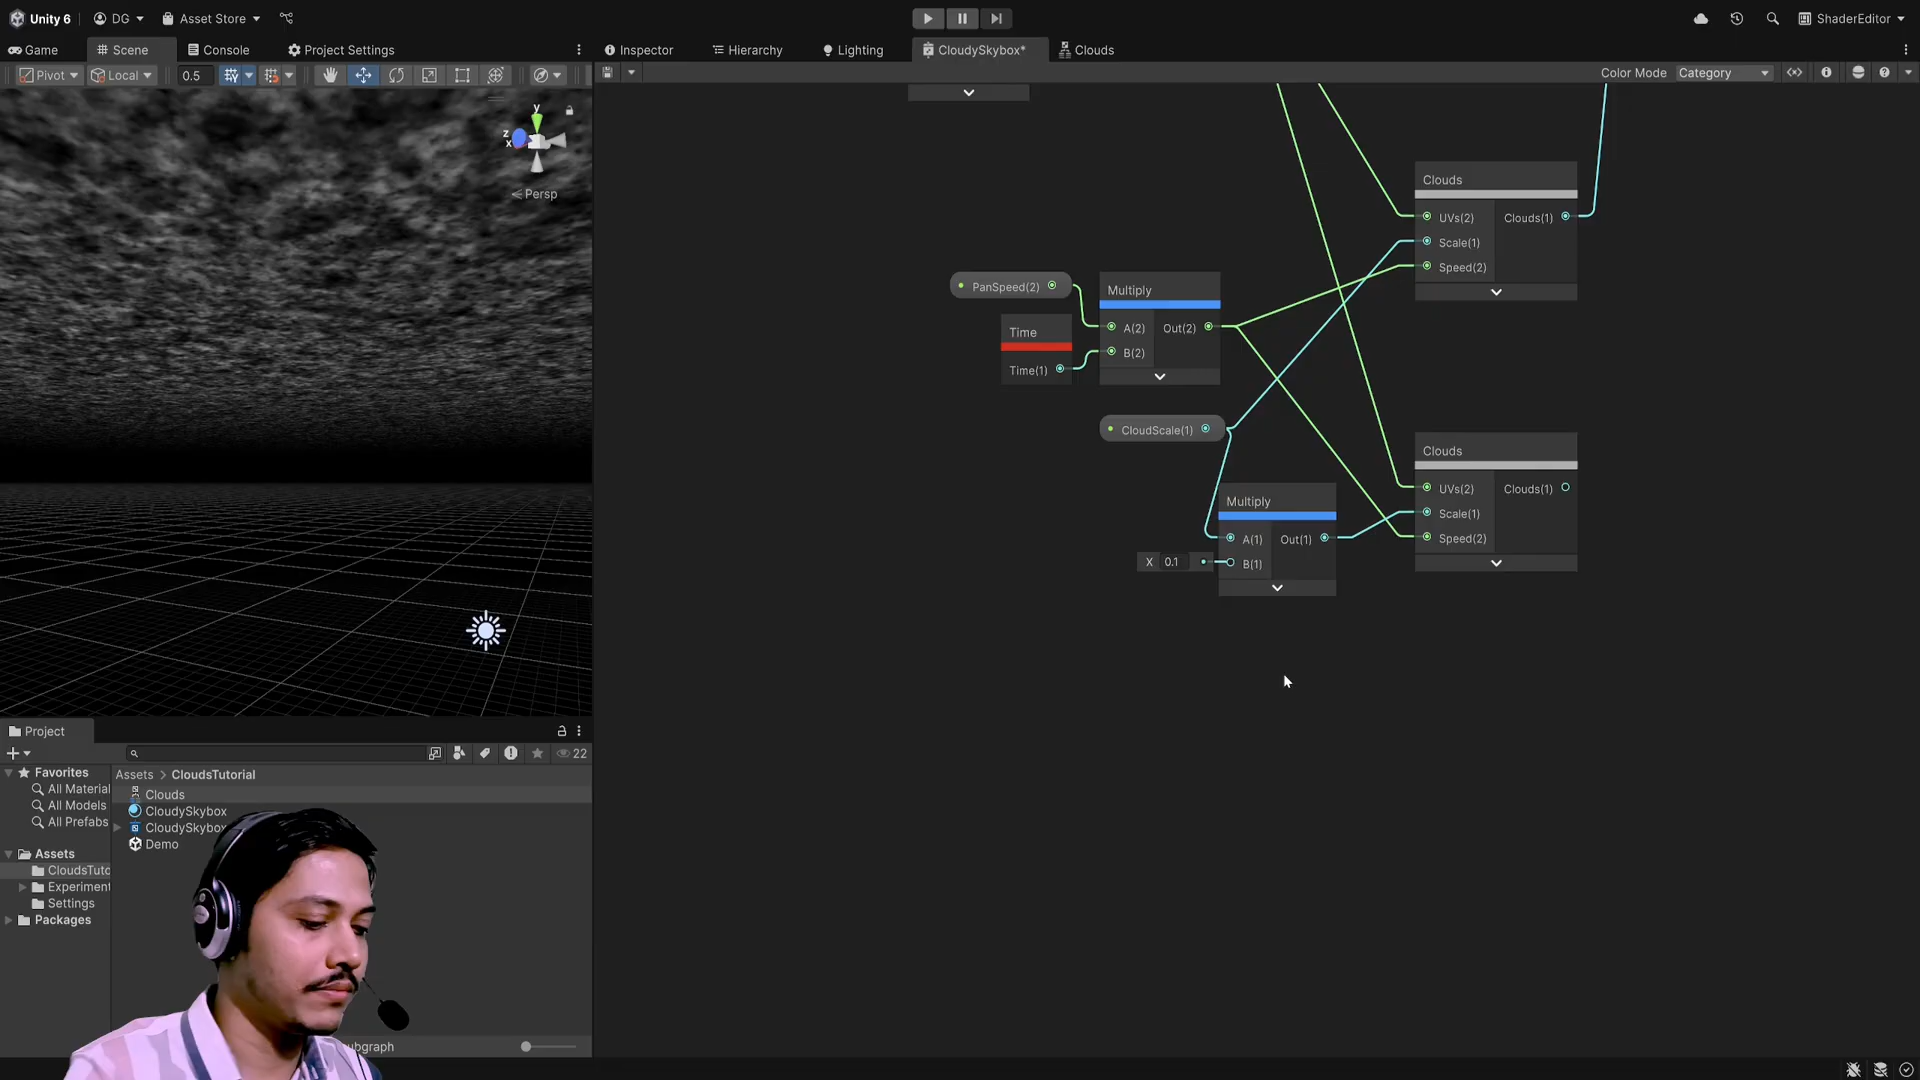 Unity 6
DG
Asset Store
ShaderEditor
Game
Scene
Console
Project Settings
Inspector
Hierarchy
Lighting
CloudySkybox*
Clouds
Pivot
Local
0.5
Color Mode
Category
y
z
x
Persp
Clouds
UVs(2)
Clouds(1)
Scale(1)
Speed(2)
PanSpeed(2)
Multiply
A(2)
Out(2)
B(2)
Time
Time(1)
CloudScale(1)
Clouds
UVs(2)
Clouds(1)
Scale(1)
Speed(2)
Multiply
A(1)
Out(1)
X 0.1
B(1)
Project
22
Favorites
All Material
All Models
All Prefabs
Assets
CloudsTuto
Experiment
Settings
Packages
Assets > CloudsTutorial
Clouds
CloudySkybox
CloudySkybox
Demo
ubgraph